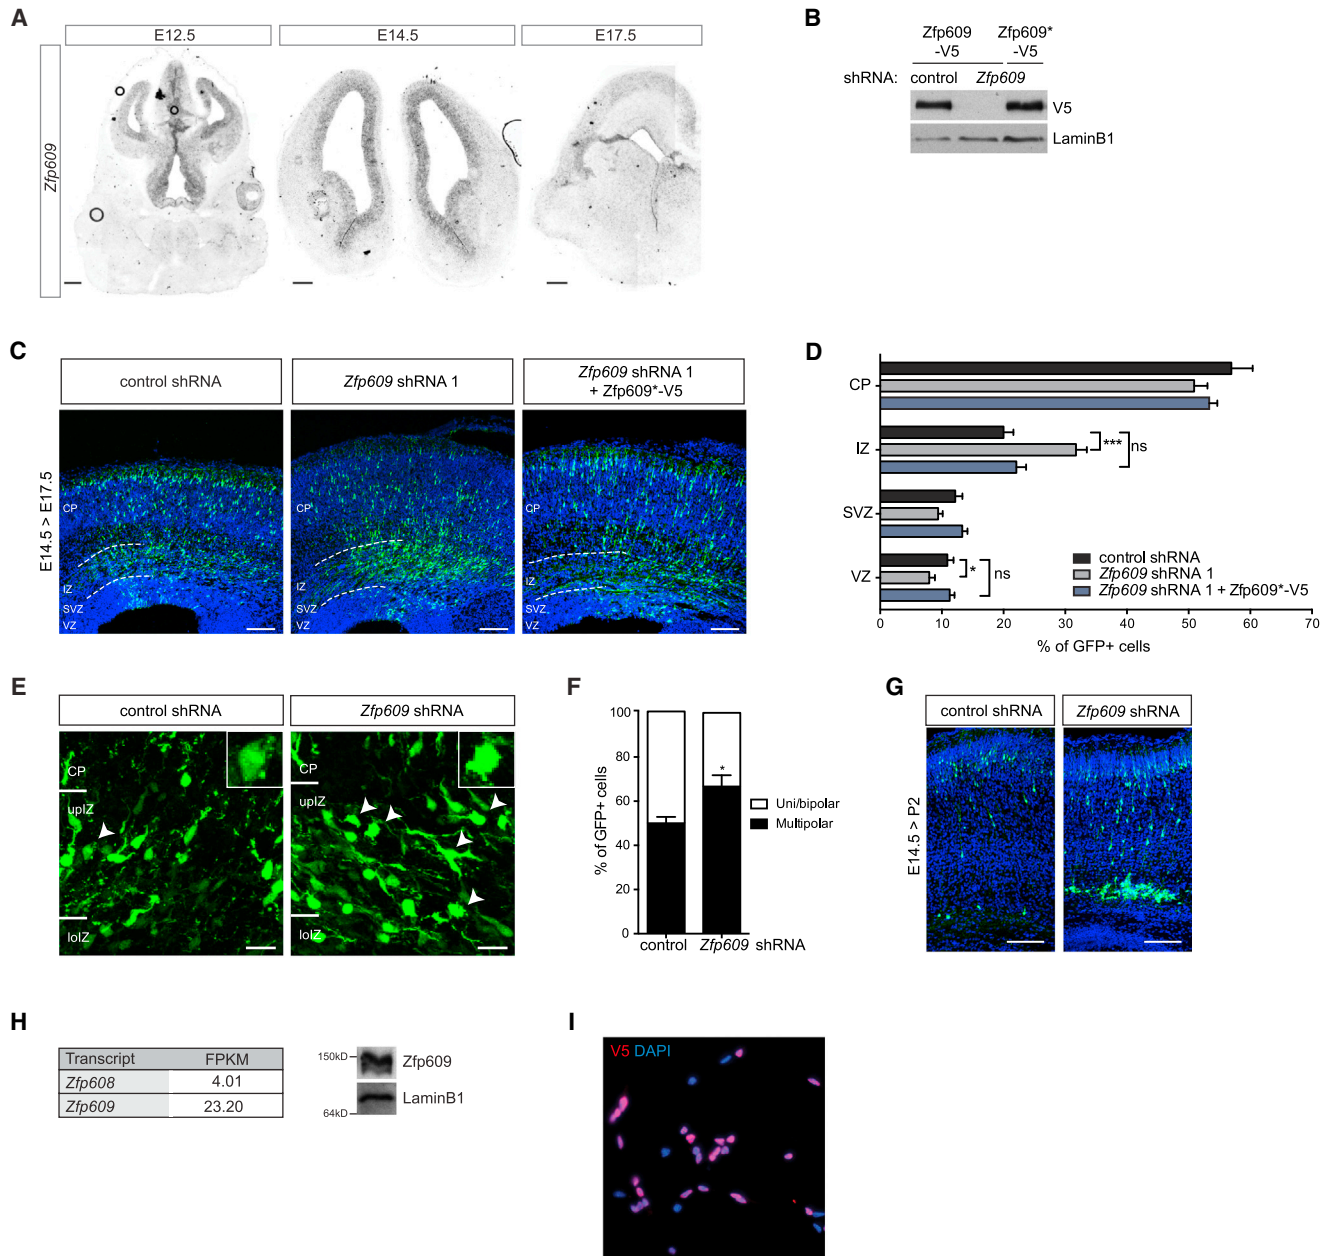 A
E12.5
E14.5
E17.5
Zfp609
B
Zfp609 Zfp609*
-V5 -V5
shRNA: control Zfp609
V5
LaminB1
C
control shRNA
Zfp609 shRNA 1
Zfp609 shRNA 1
+ Zfp609*-V5
E14.5 > E17.5
CP
IZ
SVZ
VZ
CP
IZ
SVZ
VZ
CP
IZ
SVZ
VZ
D
CP
IZ
SVZ
VZ
***
ns
*
ns
control shRNA
Zfp609 shRNA 1
Zfp609 shRNA 1 + Zfp609*-V5
0 10 20 30 40 50 60 70
% of GFP+ cells
E
control shRNA
Zfp609 shRNA
CP
upIZ
loIZ
CP
upIZ
loIZ
F
% of GFP+ cells
100
80
60
40
20
0
*
Uni/bipolar
Multipolar
control Zfp609 shRNA
G
control shRNA
Zfp609 shRNA
E14.5 > P2
H
Transcript FPKM
Zfp608 4.01
Zfp609 23.20
150kD
Zfp609
LaminB1
64kD
I
V5 DAPI